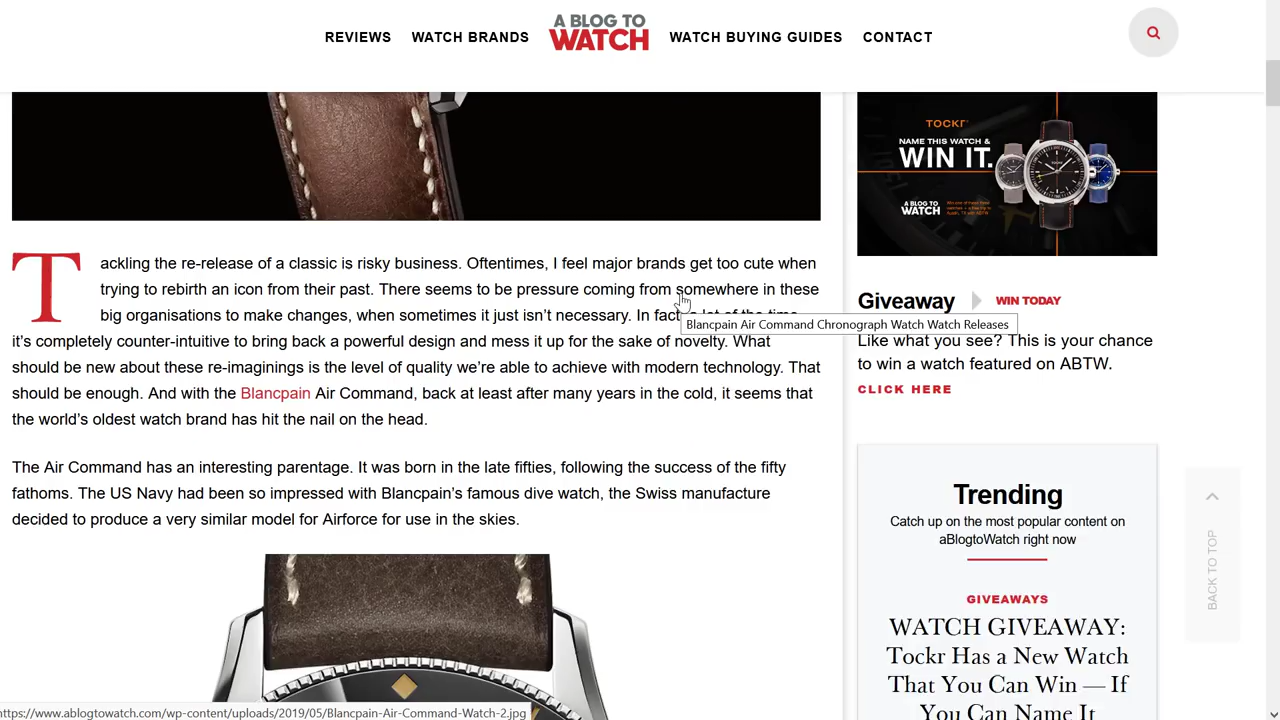 REVIEWS
WATCH BRANDS
A BLOG TO
WATCH
WATCH BUYING GUIDES
CONTACT
Tackling the re-release of a classic is risky business. Oftentimes, I feel major brands get too cute when
trying to rebirth an icon from their past. There seems to be pressure coming from somewhere in these
big organisations to make changes, when sometimes it just isn't necessary. In fact, a lot of the time
it's completely counter-intuitive to bring back a powerful design and mess it up for the sake of novelty. What
should be new about these re-imaginings is the level of quality we're able to achieve with modern technology. That
should be enough. And with the Blancpain Air Command, back at least after many years in the cold, it seems that
the world's oldest watch brand has hit the nail on the head.
Blancpain Air Command Chronograph Watch Watch Releases
The Air Command has an interesting parentage. It was born in the late fifties, following the success of the fifty
fathoms. The US Navy had been so impressed with Blancpain's famous dive watch, the Swiss manufacture
decided to produce a very similar model for Airforce for use in the skies.
TOCKr
NAME THIS WATCH &
WIN IT.
A BLOG TO
WATCH
Giveaway
WIN TODAY
Like what you see? This is your chance
to win a watch featured on ABTW.
CLICK HERE
Trending
Catch up on the most popular content on
aBlogtoWatch right now
GIVEAWAYS
WATCH GIVEAWAY:
Tockr Has a New Watch
That You Can Win — If
You Can Name It
BACK TO TOP
https://www.ablogtowatch.com/wp-content/uploads/2019/05/Blancpain-Air-Command-Watch-2.jpg